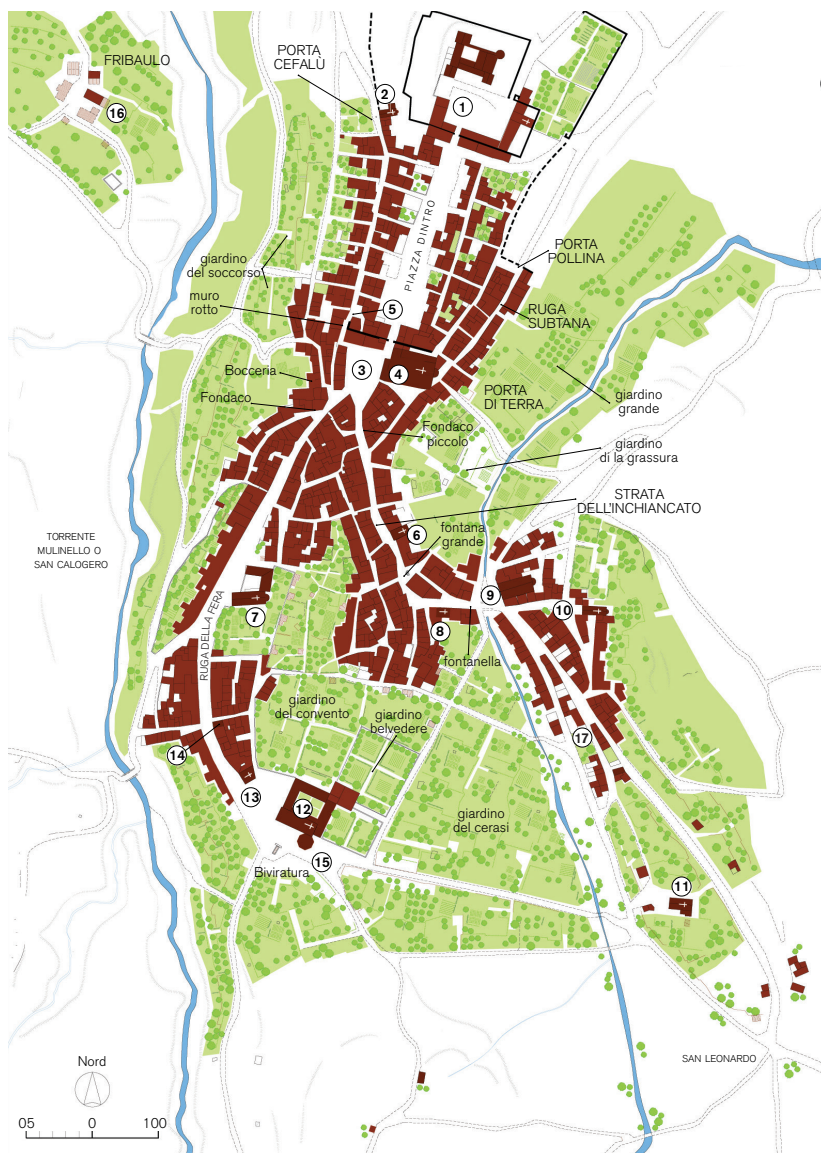 FRIBAULO
16
PORTA
CEFALÙ
2
1
PIAZZA DINTRO
giardino
del soccorso
muro
rotto
5
PORTA
POLLINA
RUGA
SUBTANA
3
4
Bocceria
Fondaco
PORTA
DI TERRA
giardino
grande
Fondaco
piccolo
giardino
di la grassura
STRATA
DELL'INCHIANCATO
TORRENTE
MULINELLO O
SAN CALOGERO
6
fontana
grande
7
RUGA DELLA FERA
9
10
8
fontanella
giardino
del convento
giardino
belvedere
14
17
13
12
giardino
del cerasi
15
Biviratura
11
SAN LEONARDO
Nord
05 0 100